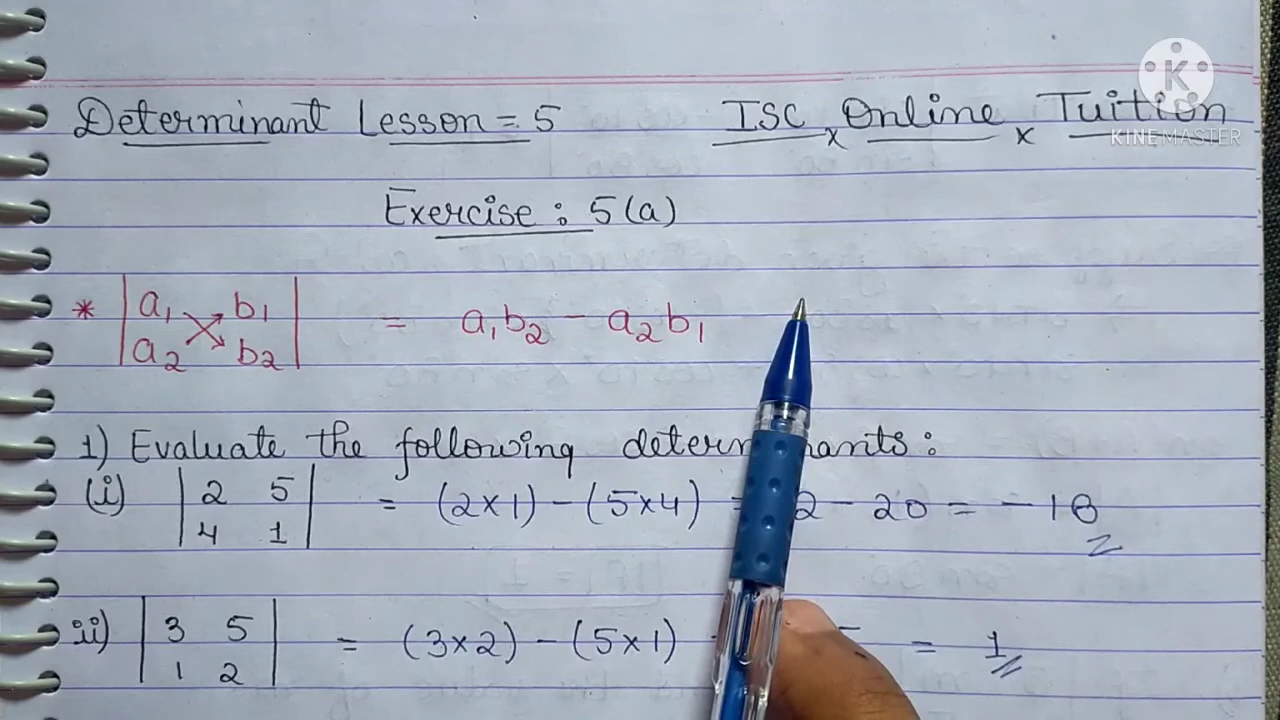 Determinant Lesson = 5 ISC x Online x Tuition
K
KINEMASTER
Exercise : 5(a)
* | a₁ b₁ | = a₁b₂ - a₂b₁
| a₂ b₂ |
1) Evaluate the following determ nants :
(i) | 2 5 | = (2×1) - (5×4) = 2 - 20 = -18
| 4 1 |
ii) | 3 5 | = (3×2) - (5×1) - = 1
| 1 2 |